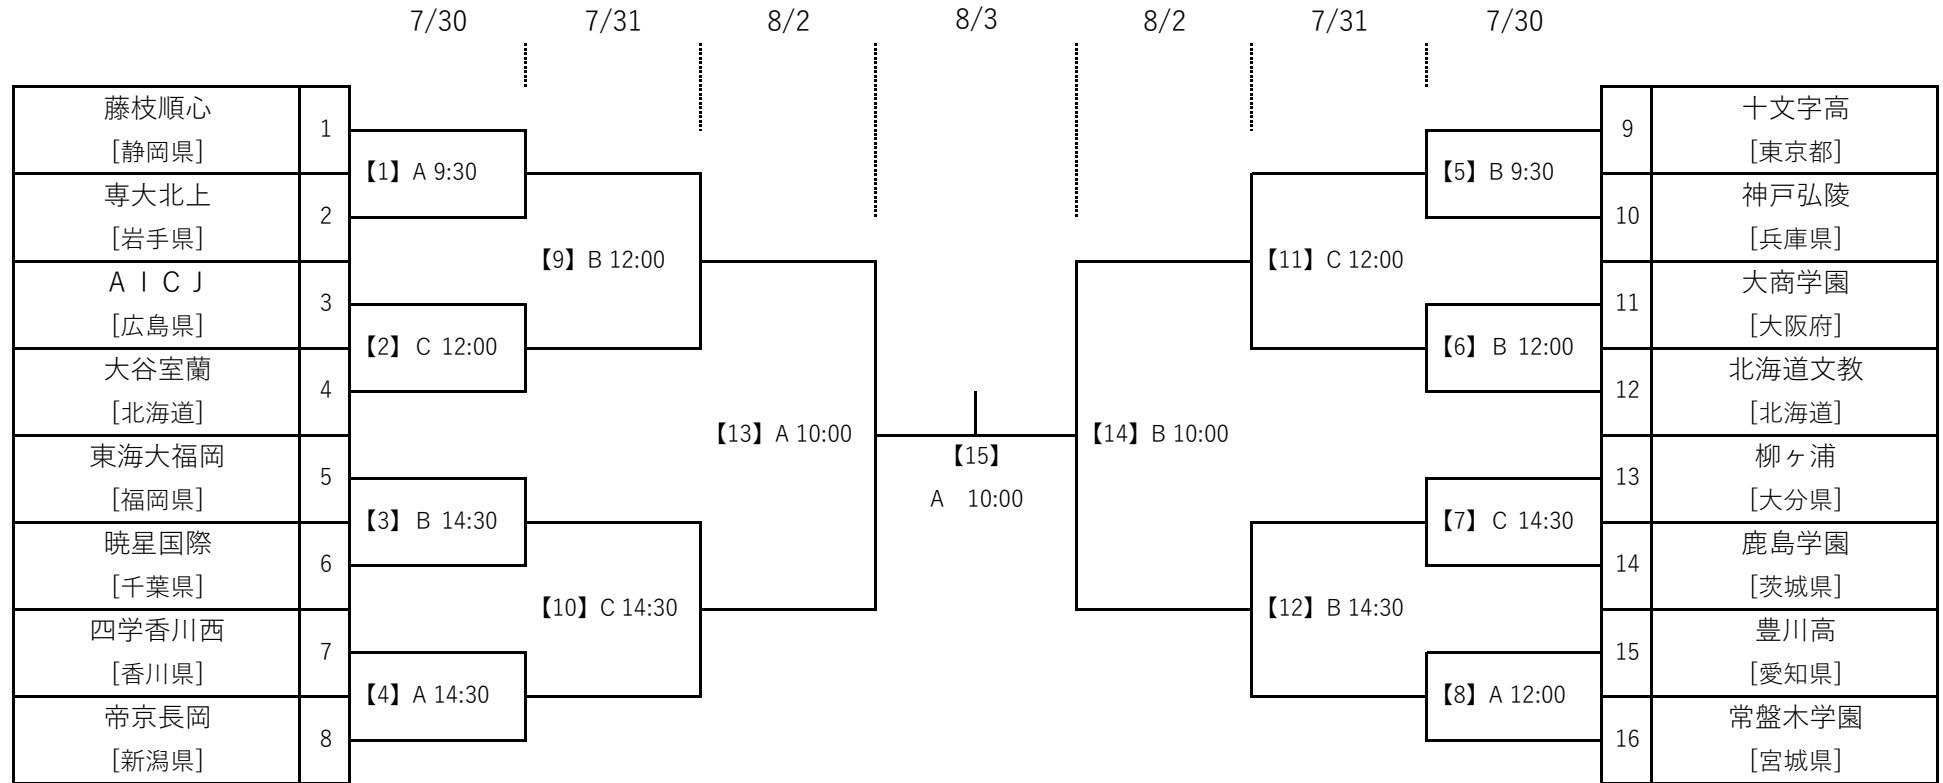 7/30 7/31 8/2 8/3 8/2 7/31 7/30
藤枝順心
[静岡県]
1
専大北上
[岩手県]
2
ＡＩＣＪ
[広島県]
3
大谷室蘭
[北海道]
4
東海大福岡
[福岡県]
5
暁星国際
[千葉県]
6
四学香川西
[香川県]
7
帝京長岡
[新潟県]
8
【1】A 9:30
【2】C 12:00
【3】B 14:30
【4】A 14:30
【9】B 12:00
【10】C 14:30
【13】A 10:00
【15】
A　10:00
【14】B 10:00
【11】C 12:00
【12】B 14:30
【5】B 9:30
【6】B 12:00
【7】C 14:30
【8】A 12:00
9
十文字高
[東京都]
10
神戸弘陵
[兵庫県]
11
大商学園
[大阪府]
12
北海道文教
[北海道]
13
柳ヶ浦
[大分県]
14
鹿島学園
[茨城県]
15
豊川高
[愛知県]
16
常盤木学園
[宮城県]